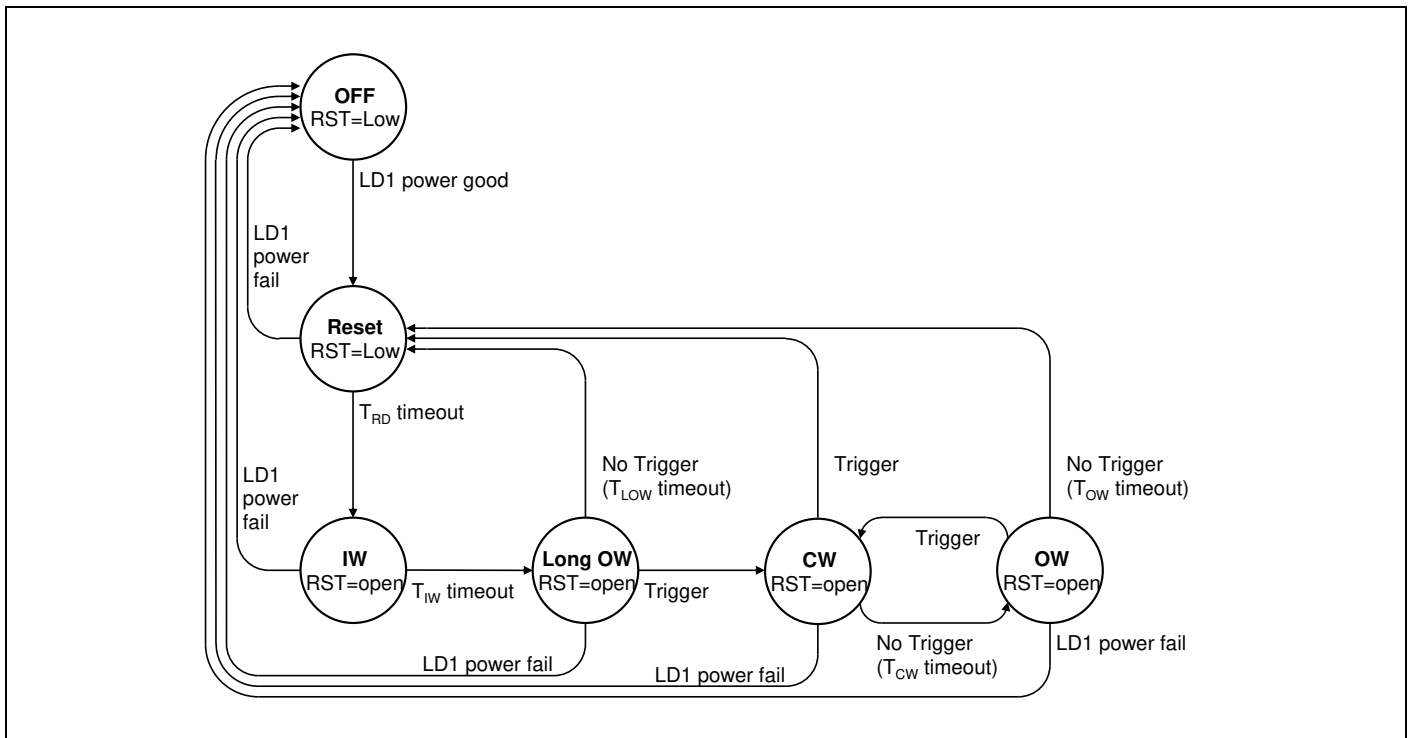 OFF
RST=Low
LD1 power good
LD1
power
fail
Reset
RST=Low
T_RD timeout
LD1
power
fail
No Trigger
(T_LOW timeout)
Trigger
No Trigger
(T_OW timeout)
IW
RST=open
T_IW timeout
Long OW
RST=open
Trigger
CW
RST=open
Trigger
OW
RST=open
No Trigger
(T_CW timeout)
LD1 power fail
LD1 power fail
LD1 power fail